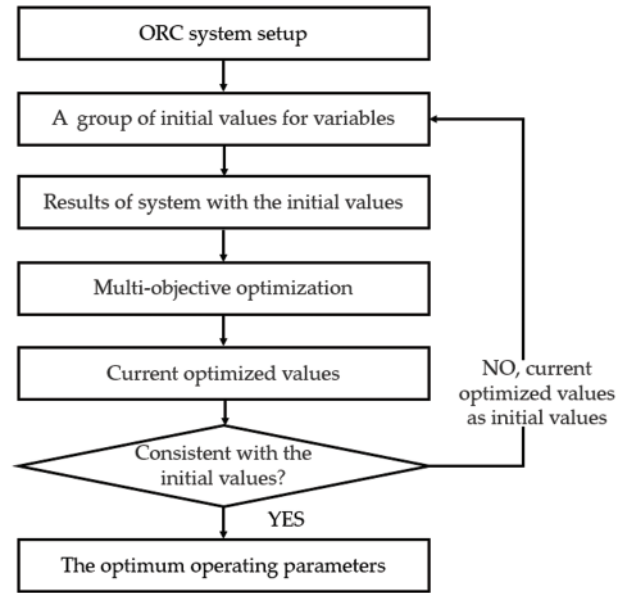 ORC system setup
A group of initial values for variables
Results of system with the initial values
Multi-objective optimization
Current optimized values
NO, current
optimized values
as initial values
Consistent with the
initial values?
YES
The optimum operating parameters